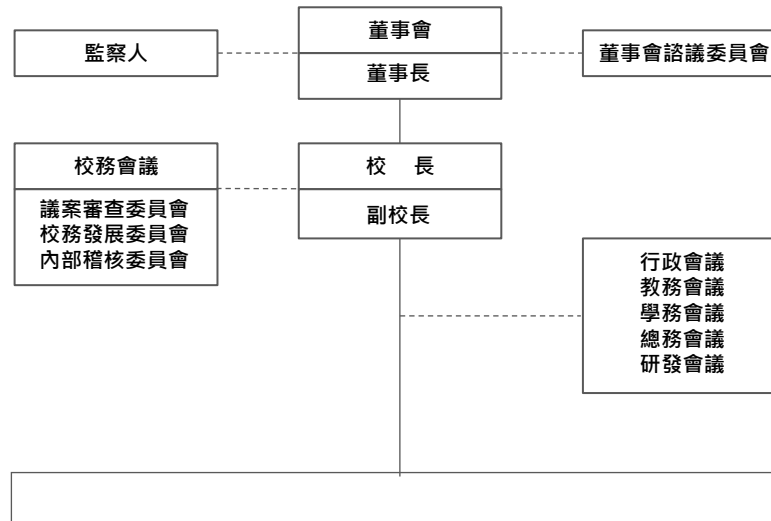 董事會
監察人
董事會諮議委員會
董事長
校務會議
校 長
議案審查委員會
校務發展委員會
內部稽核委員會
副校長
行政會議
教務會議
學務會議
總務會議
研發會議